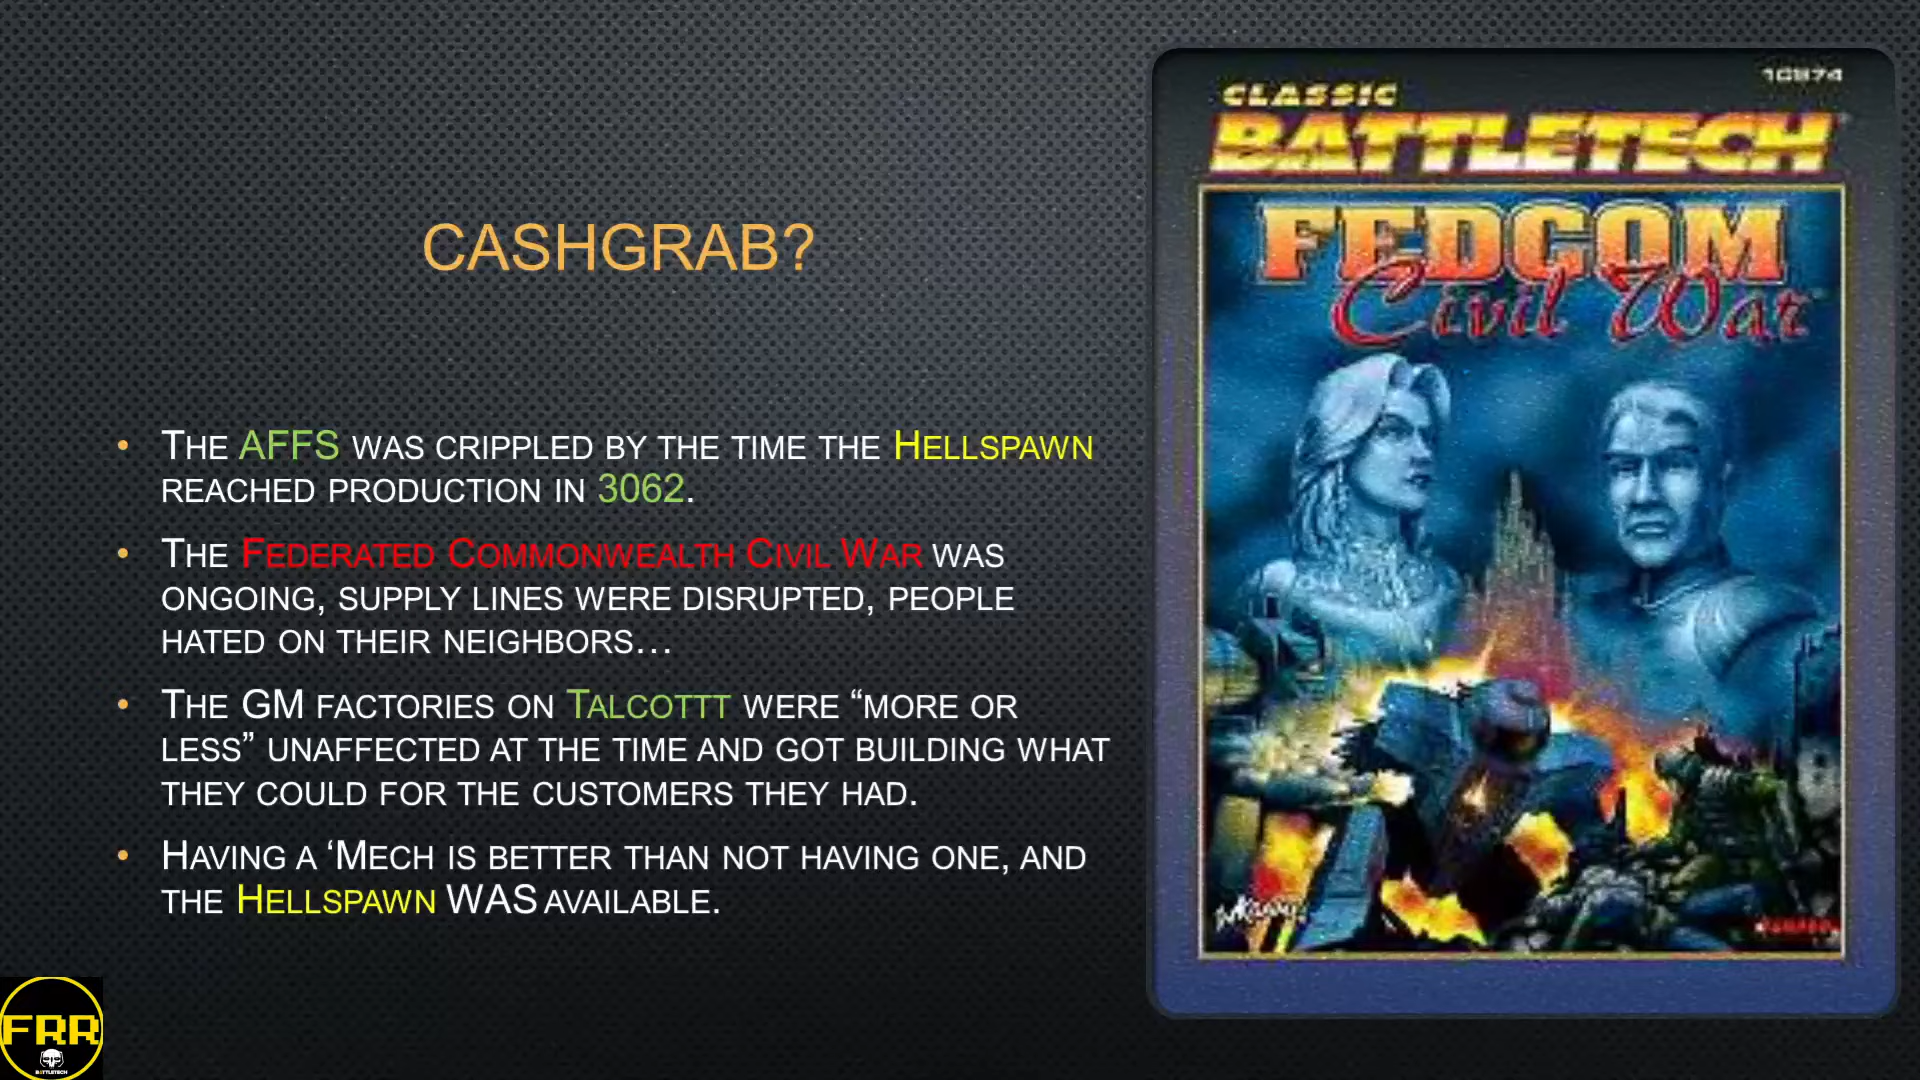 CASHGRAB?
THE AFFS WAS CRIPPLED BY THE TIME THE HELLSPAWN
REACHED PRODUCTION IN 3062.
THE FEDERATED COMMONWEALTH CIVIL WAR WAS
ONGOING, SUPPLY LINES WERE DISRUPTED, PEOPLE
HATED ON THEIR NEIGHBORS…
THE GM FACTORIES ON TALCOTTT WERE “MORE OR
LESS” UNAFFECTED AT THE TIME AND GOT BUILDING WHAT
THEY COULD FOR THE CUSTOMERS THEY HAD.
HAVING A ‘MECH IS BETTER THAN NOT HAVING ONE, AND
THE HELLSPAWN WAS AVAILABLE.
10974
CLASSIC
BATTLETECH
FEDCOM
Civil War
FRR
BATTLETECH